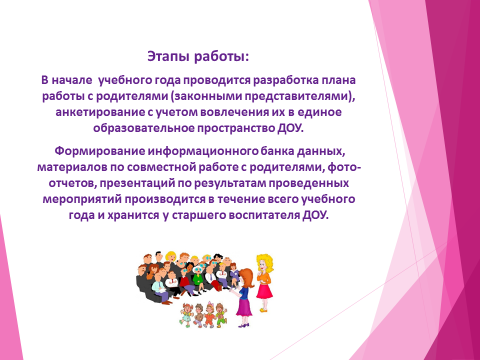 Этапы работы:
В начале учебного года проводится разработка плана
работы с родителями (законными представителями),
анкетирование с учетом вовлечения их в единое
образовательное пространство ДОУ.
Формирование информационного банка данных,
материалов по совместной работе с родителями, фото-
отчетов, презентаций по результатам проведенных
мероприятий производится в течение всего учебного
года и хранится у старшего воспитателя ДОУ.